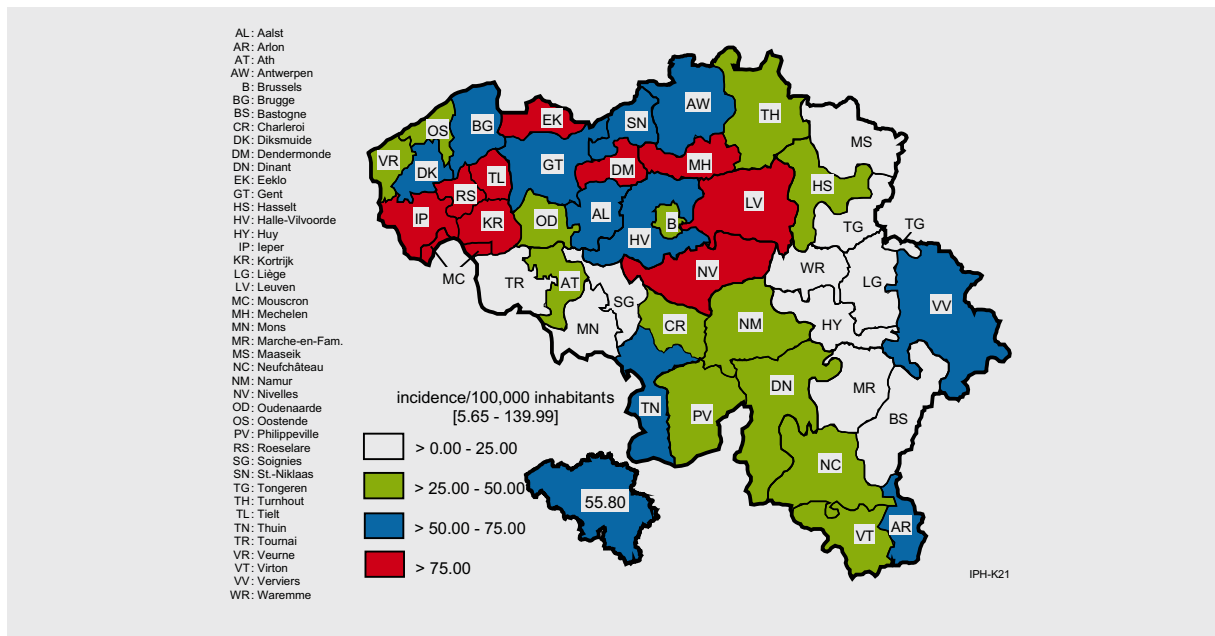 AL: Aalst
AR: Arlon
AT: Ath
AW: Antwerpen
B: Brussels
BG: Brugge
BS: Bastogne
CR: Charleroi
DK: Diksmuide
DM: Dendermonde
DN: Dinant
EK: Eeklo
GT: Gent
HS: Hasselt
HV: Halle-Vilvoorde
HY: Huy
IP: Ieper
KR: Kortrijk
LG: Liège
LV: Leuven
MC: Mouscron
MH: Mechelen
MN: Mons
MR: Marche-en-Fam.
MS: Maaseik
NC: Neufchâteau
NM: Namur
NV: Nivelles
OD: Oudenaarde
OS: Oostende
PV: Philippeville
RS: Roeselare
SG: Soignies
SN: St.-Niklaas
TG: Tongeren
TH: Turnhout
TL: Tielt
TN: Thuin
TR: Tournai
VR: Veurne
VT: Virton
VV: Verviers
WR: Waremme
AW
TH
EK
SN
OS
BG
MS
VR
GT
MH
DK
DM
TL
HS
RS
LV
IP
KR
OD
AL
B
TG
TG
HV
NV
WR
MC
TR
AT
LG
SG
VV
MN
CR
NM
HY
DN
MR
TN
PV
BS
NC
VT
AR
incidence/100,000 inhabitants
[5.65 - 139.99]
> 0.00 - 25.00
> 25.00 - 50.00
> 50.00 - 75.00
> 75.00
55.80
IPH-K21